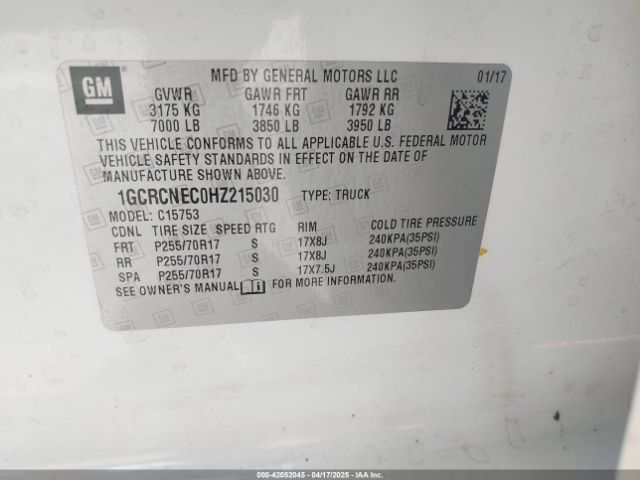 GM
MFD BY GENERAL MOTORS LLC 01/17
GVWR GAWR FRT GAWR RR
3175 KG 1746 KG 1792 KG
7000 LB 3850 LB 3950 LB
THIS VEHICLE CONFORMS TO ALL APPLICABLE U.S. FEDERAL MOTOR
VEHICLE SAFETY STANDARDS IN EFFECT ON THE DATE OF
MANUFACTURE SHOWN ABOVE.
1GCRCNEC0HZ215030 TYPE: TRUCK
MODEL: C15753
CDNL TIRE SIZE SPEED RTG RIM COLD TIRE PRESSURE
FRT P255/70R17 S 17X8J 240KPA(35PSI)
RR P255/70R17 S 17X8J 240KPA(35PSI)
SPA P255/70R17 S 17X7.5J 240KPA(35PSI)
SEE OWNER'S MANUAL FOR MORE INFORMATION.
000-42052045 - 04/17/2025 - Copyright IAA, LLC